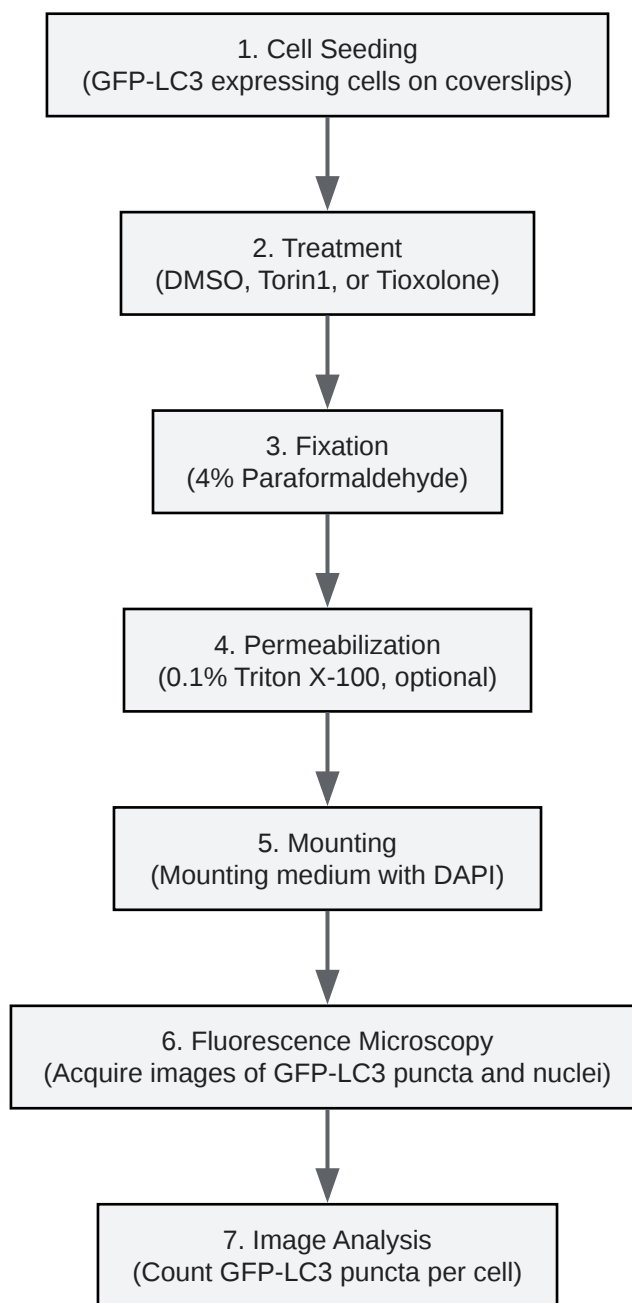 1. Cell Seeding
(GFP-LC3 expressing cells on coverslips)
2. Treatment
(DMSO, Torin1, or Tioxolone)
3. Fixation
(4% Paraformaldehyde)
4. Permeabilization
(0.1% Triton X-100, optional)
5. Mounting
(Mounting medium with DAPI)
6. Fluorescence Microscopy
(Acquire images of GFP-LC3 puncta and nuclei)
7. Image Analysis
(Count GFP-LC3 puncta per cell)